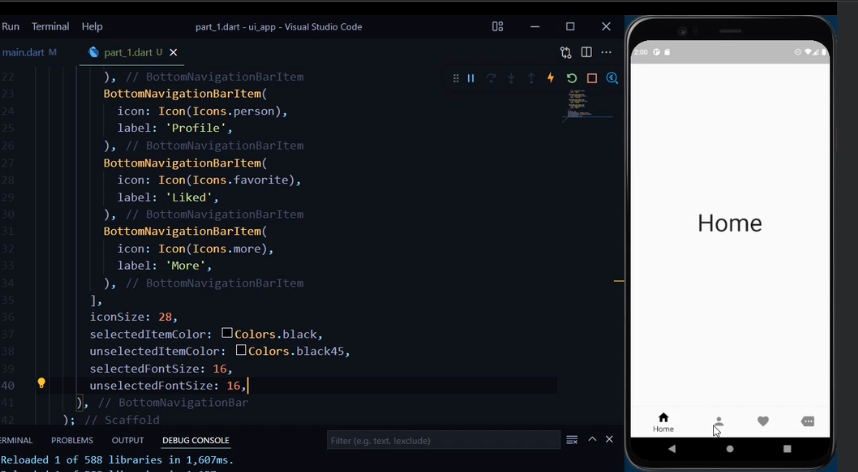 Run Terminal Help part_1.dart - ui_app - Visual Studio Code
main.dart M part_1.dart U
22 ), // BottomNavigationBarItem
23 BottomNavigationBarItem(
24 icon: Icon(Icons.person),
25 label: 'Profile',
26 ), // BottomNavigationBarItem
27 BottomNavigationBarItem(
28 icon: Icon(Icons.favorite),
29 label: 'Liked',
30 ), // BottomNavigationBarItem
31 BottomNavigationBarItem(
32 icon: Icon(Icons.more),
33 label: 'More',
34 ), // BottomNavigationBarItem
35 ],
36 iconSize: 28,
37 selectedItemColor: Colors.black,
38 unselectedItemColor: Colors.black45,
39 selectedFontSize: 16,
40 unselectedFontSize: 16,
41 ), // BottomNavigationBar
42 ); // Scaffold
ERMINAL PROBLEMS OUTPUT DEBUG CONSOLE Filter (e.g. text, !exclude)
Reloaded 1 of 588 libraries in 1,607ms.
2:00
Home
Home